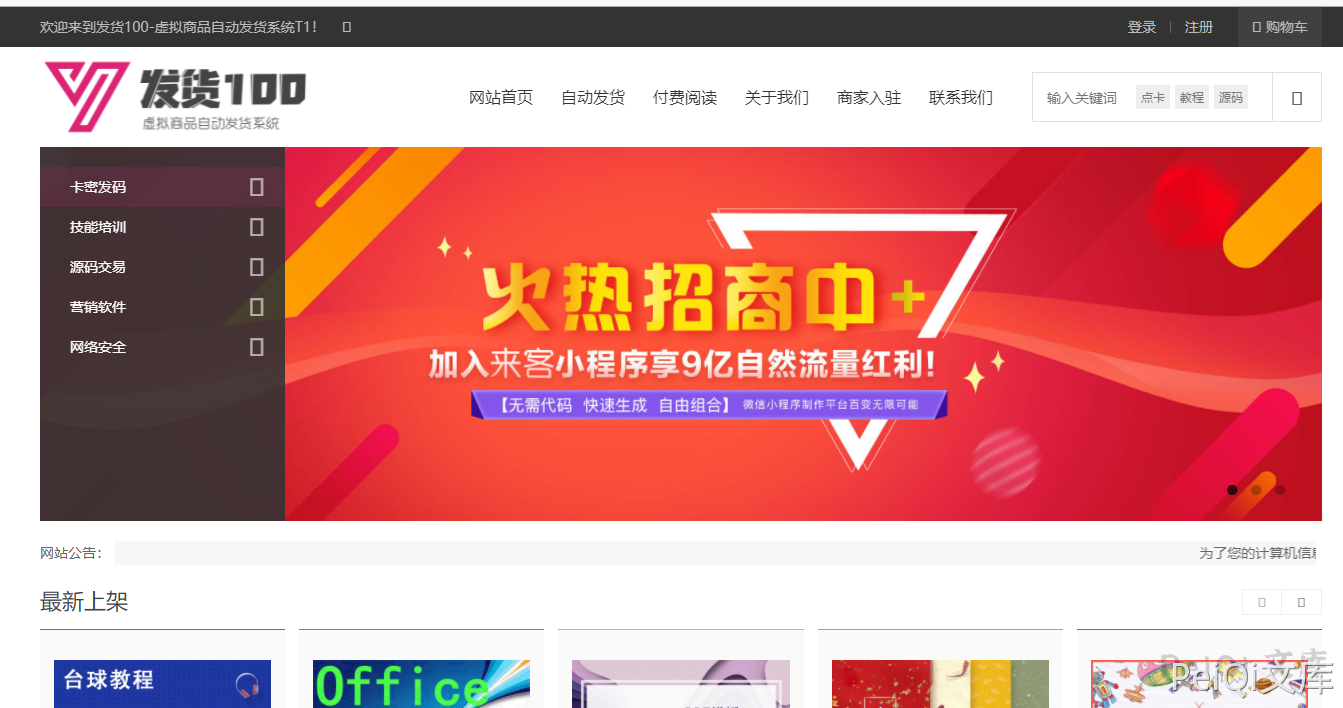 欢迎来到发货100-虚拟商品自动发货系统T1！
登录 注册 购物车
发货100
虚拟商品自动发货系统
网站首页 自动发货 付费阅读 关于我们 商家入驻 联系我们
输入关键词 点卡 教程 源码
卡密发码
技能培训
源码交易
营销软件
网络安全
火热招商中+
加入来客小程序享9亿自然流量红利!
【无需代码 快速生成 自由组合】 微信小程序制作平台百变无限可能
网站公告： 为了您的计算机信
最新上架
台球教程
Office
PeiQi文库